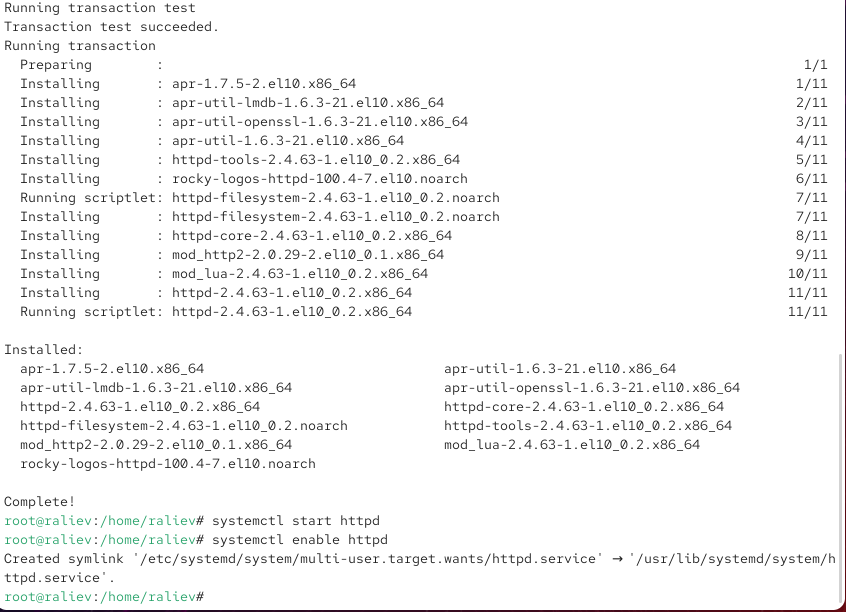 Running transaction test
Transaction test succeeded.
Running transaction
  Preparing        :                                                                                1/1
  Installing       : apr-1.7.5-2.el10.x86_64                                                       1/11
  Installing       : apr-util-lmdb-1.6.3-21.el10.x86_64                                            2/11
  Installing       : apr-util-openssl-1.6.3-21.el10.x86_64                                         3/11
  Installing       : apr-util-1.6.3-21.el10.x86_64                                                 4/11
  Installing       : httpd-tools-2.4.63-1.el10_0.2.x86_64                                          5/11
  Installing       : rocky-logos-httpd-100.4-7.el10.noarch                                         6/11
  Running scriptlet: httpd-filesystem-2.4.63-1.el10_0.2.noarch                                     7/11
  Installing       : httpd-filesystem-2.4.63-1.el10_0.2.noarch                                     7/11
  Installing       : httpd-core-2.4.63-1.el10_0.2.x86_64                                           8/11
  Installing       : mod_http2-2.0.29-2.el10_0.1.x86_64                                            9/11
  Installing       : mod_lua-2.4.63-1.el10_0.2.x86_64                                             10/11
  Installing       : httpd-2.4.63-1.el10_0.2.x86_64                                               11/11
  Running scriptlet: httpd-2.4.63-1.el10_0.2.x86_64                                               11/11

Installed:
  apr-1.7.5-2.el10.x86_64                              apr-util-1.6.3-21.el10.x86_64
  apr-util-lmdb-1.6.3-21.el10.x86_64                   apr-util-openssl-1.6.3-21.el10.x86_64
  httpd-2.4.63-1.el10_0.2.x86_64                       httpd-core-2.4.63-1.el10_0.2.x86_64
  httpd-filesystem-2.4.63-1.el10_0.2.noarch            httpd-tools-2.4.63-1.el10_0.2.x86_64
  mod_http2-2.0.29-2.el10_0.1.x86_64                   mod_lua-2.4.63-1.el10_0.2.x86_64
  rocky-logos-httpd-100.4-7.el10.noarch

Complete!
root@raliev:/home/raliev# systemctl start httpd
root@raliev:/home/raliev# systemctl enable httpd
Created symlink '/etc/systemd/system/multi-user.target.wants/httpd.service' → '/usr/lib/systemd/system/h
ttpd.service'.
root@raliev:/home/raliev#